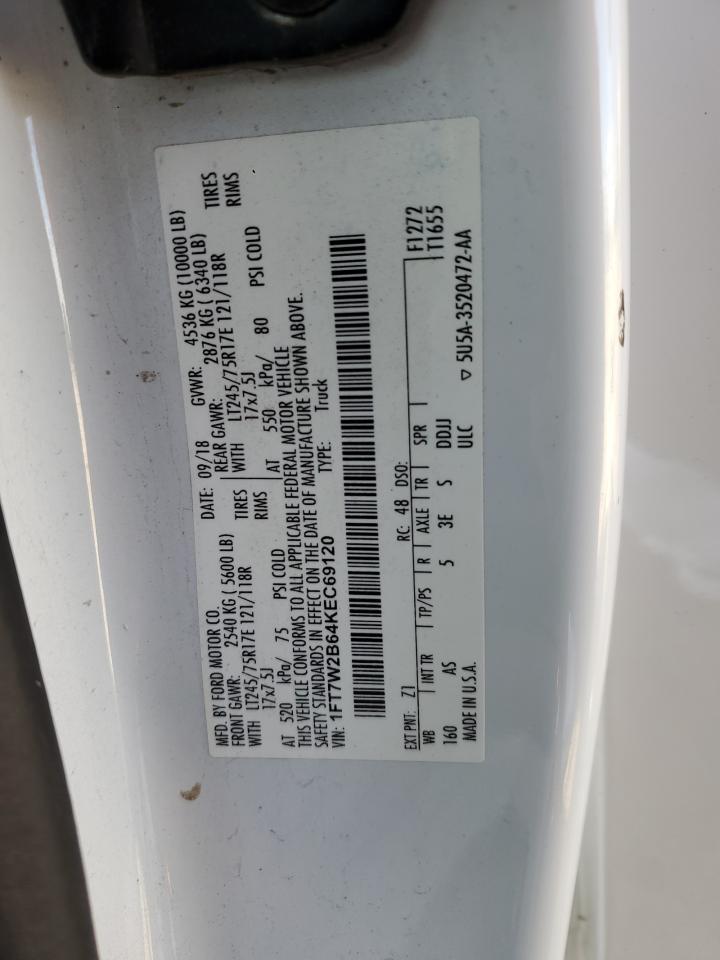 MFD. BY FORD MOTOR CO.
DATE: 09/18 GVWR: 4536 KG (10000 LB)
FRONT GAWR: 2540 KG ( 5600 LB)
REAR GAWR: 2876 KG ( 6340 LB)
WITH LT245/75R17E 121/118R TIRES
WITH LT245/75R17E 121/118R TIRES
17x7.5J RIMS
17x7.5J RIMS
AT 520 kPa/ 75 PSI COLD
AT 550 kPa/ 80 PSI COLD
THIS VEHICLE CONFORMS TO ALL APPLICABLE FEDERAL MOTOR VEHICLE
SAFETY STANDARDS IN EFFECT ON THE DATE OF MANUFACTURE SHOWN ABOVE.
VIN: 1FT7W2B64KEC69120 TYPE: Truck
F1272
T1655
EXT PNT: Z1 RC: 48 DSO:
WB INT TR TP/PS R AXLE TR SPR
160 AS 5 3E S DDJJ
MADE IN U.S.A. ULC
▽ 5U5A-3520472-AA